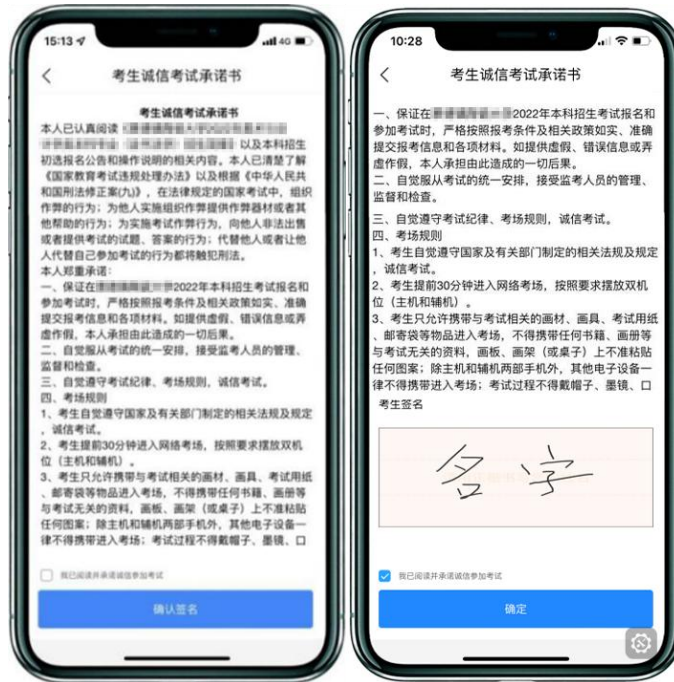 15:13
4G
考生诚信考试承诺书
考生诚信考试承诺书
本人已认真阅读《
以及本科招生
初选报名公告和操作说明的相关内容。本人已清楚了解
《国家教育考试违规处理办法》以及根据《中华人民共
和国刑法修正案(九)》，在法律规定的国家考试中，组织
作弊的行为；为他人实施组织作弊提供作弊器材或者其
他帮助的行为；为实施考试作弊行为，向他人非法出售
或者提供考试的试题、答案的行为；代替他人或者让他
人代替自己参加考试的行为都将触犯刑法。
本人郑重承诺：
一、保证在 2022年本科招生考试报名和
参加考试时，严格按照报考条件及相关政策如实、准确
提交报考信息和各项材料。如提供虚假、错误信息或弄
虚作假，本人承担由此造成的一切后果。
二、自觉服从考试的统一安排，接受监考人员的管理、
监督和检查。
三、自觉遵守考试纪律、考场规则，诚信考试。
四、考场规则
1、考生自觉遵守国家及有关部门制定的相关法规及规定
，诚信考试。
2、考生提前30分钟进入网络考场，按照要求摆放双机
位（主机和辅机）。
3、考生只允许携带与考试相关的画材、画具、考试用纸
、邮寄袋等物品进入考场，不得携带任何书籍、画册等
与考试无关的资料，画板、画架（或桌子）上不准粘贴
任何图案；除主机和辅机两部手机外，其他电子设备一
律不得携带进入考场；考试过程不得戴帽子、墨镜、口
我已阅读并承诺诚信参加考试
确认签名
10:28
考生诚信考试承诺书
一、保证在 2022年本科招生考试报名和
参加考试时，严格按照报考条件及相关政策如实、准确
提交报考信息和各项材料。如提供虚假、错误信息或弄
虚作假，本人承担由此造成的一切后果。
二、自觉服从考试的统一安排，接受监考人员的管理、
监督和检查。
三、自觉遵守考试纪律、考场规则，诚信考试。
四、考场规则
1、考生自觉遵守国家及有关部门制定的相关法规及规定
，诚信考试。
2、考生提前30分钟进入网络考场，按照要求摆放双机
位（主机和辅机）。
3、考生只允许携带与考试相关的画材、画具、考试用纸
、邮寄袋等物品进入考场，不得携带任何书籍、画册等
与考试无关的资料，画板、画架（或桌子）上不准粘贴
任何图案；除主机和辅机两部手机外，其他电子设备一
律不得携带进入考场；考试过程不得戴帽子、墨镜、口
考生签名
名字
我已阅读并承诺诚信参加考试
确定